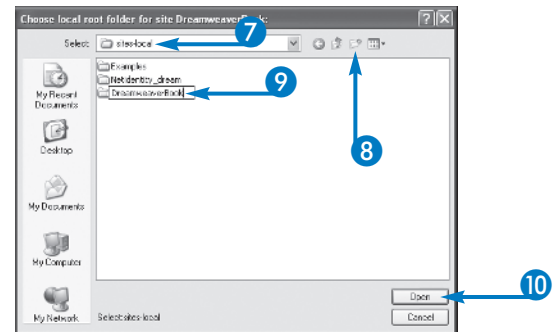 Choose local root folder for site DreamweaverBook:
7
Select: sites-local
8
Examples
Netidentity_dream
DreamweaverBook
9
My Recent
Documents
Desktop
My Documents
My Computer
My Network
Select: sites-local
Open
10
Cancel